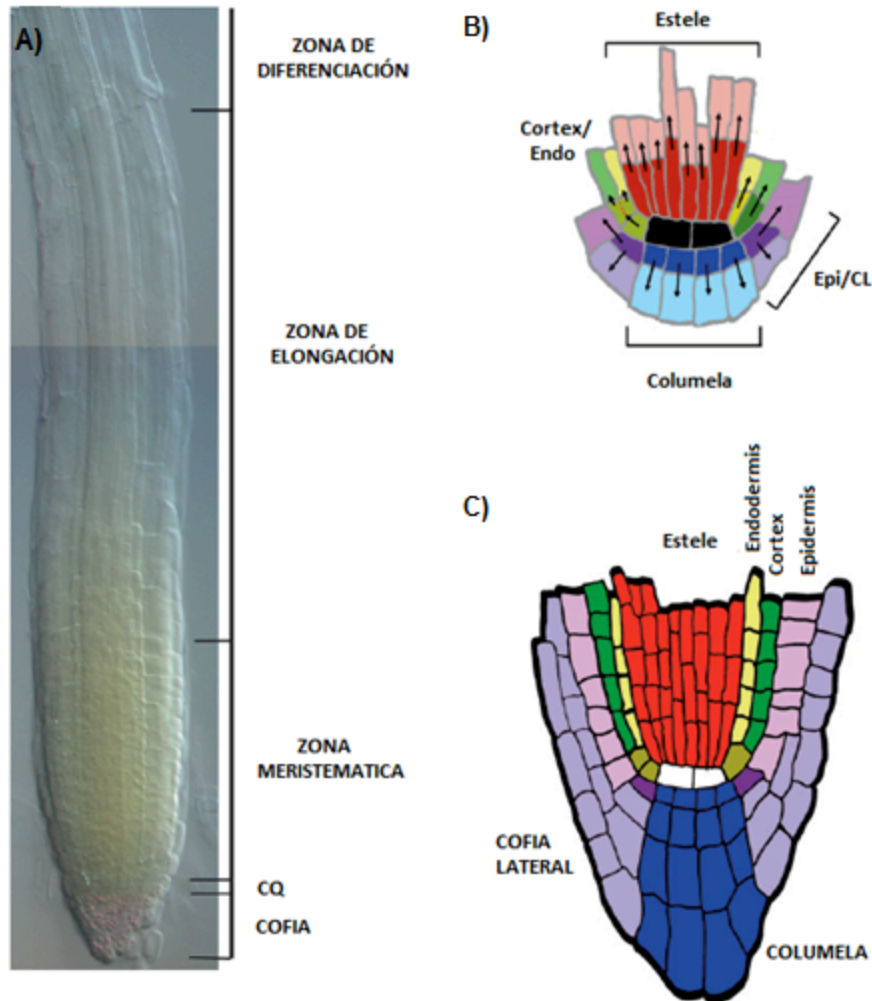 A)
ZONA DE
DIFERENCIACIÓN
ZONA DE
ELONGACIÓN
ZONA
MERISTEMATICA
CQ
COFIA
B)
Estele
Cortex/
Endo
Epi/CL
Columela
C)
Estele
Endodermis
Cortex
Epidermis
COFIA
LATERAL
COLUMELA